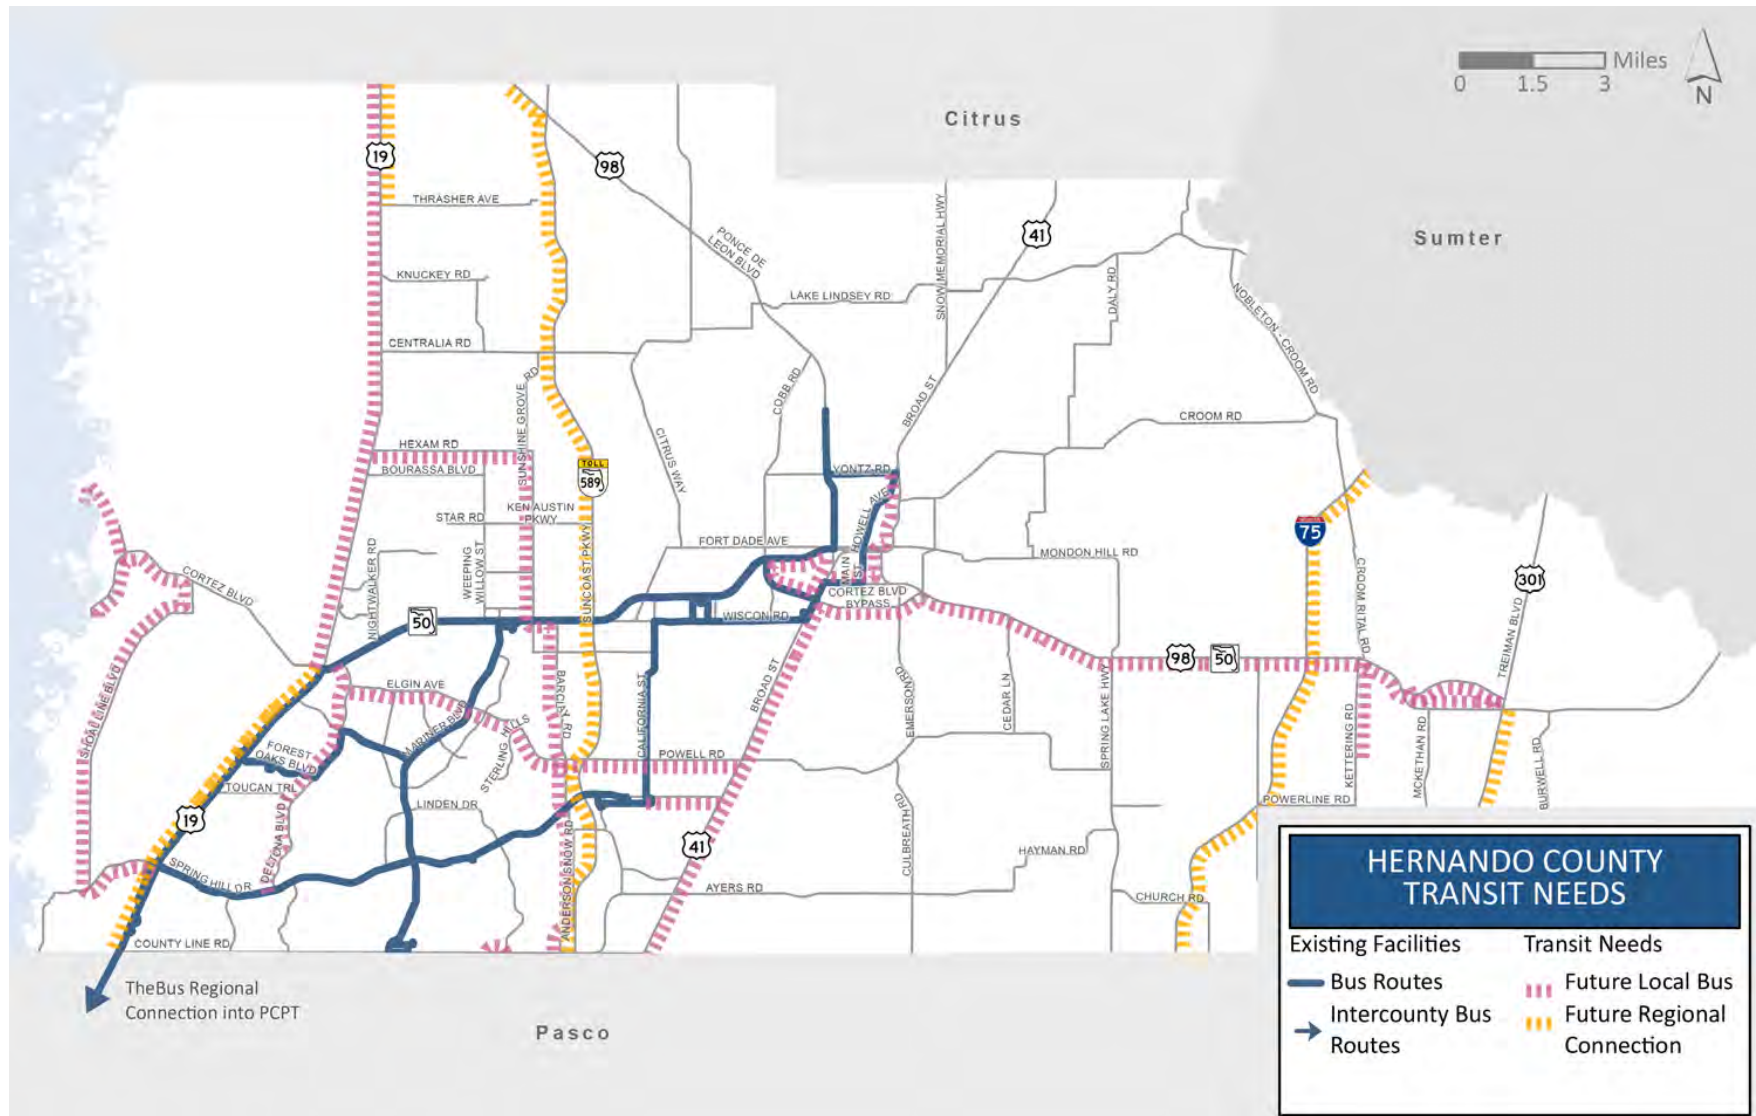 Miles
0 1.5 3
N
Citrus
Sumter
Pasco
19
98
THRASHER AVE
PONCE DE
LEON BLVD
SNOW MEMORIAL HWY
41
KNUCKEY RD
LAKE LINDSEY RD
DALY RD
NOBLETON - CROOM RD
CENTRALIA RD
SUNSHINE GROVE RD
COBB RD
BROAD ST
CROOM RD
CITRUS WAY
HEXAM RD
BOURASSA BLVD
TOLL
589
YONTZ RD
HOWELL AVE
KEN AUSTIN
PKWY
STAR RD
NIGHTWALKER RD
WEEPING
WILLOW ST
SUNCOAST PKWY
FORT DADE AVE
MAIN
ST
MONDON HILL RD
75
CROOM RITAL RD
301
TREIMAN BLVD
CORTEZ BLVD
CORTEZ BLVD
BYPASS
WISCON RD
50
98
50
SHOAL LINE BLVD
ELGIN AVE
BARCLAY RD
CALIFORNIA ST
BROAD ST
EMERSON RD
CEDAR LN
SPRING LAKE HWY
KETTERING RD
MCKETHAN RD
BURWELL RD
MARINER BLVD
STERLING HILLS
POWELL RD
FOREST
OAKS BLVD
TOUCAN TRL
LINDEN DR
DELTONA BLVD
POWERLINE RD
19
41
CULBREATH RD
HAYMAN RD
SPRING HILL DR
ANDERSON SNOW RD
AYERS RD
CHURCH RD
COUNTY LINE RD
TheBus Regional
Connection into PCPT
HERNANDO COUNTY
TRANSIT NEEDS
Existing Facilities
Bus Routes
Intercounty Bus
Routes
Transit Needs
Future Local Bus
Future Regional
Connection